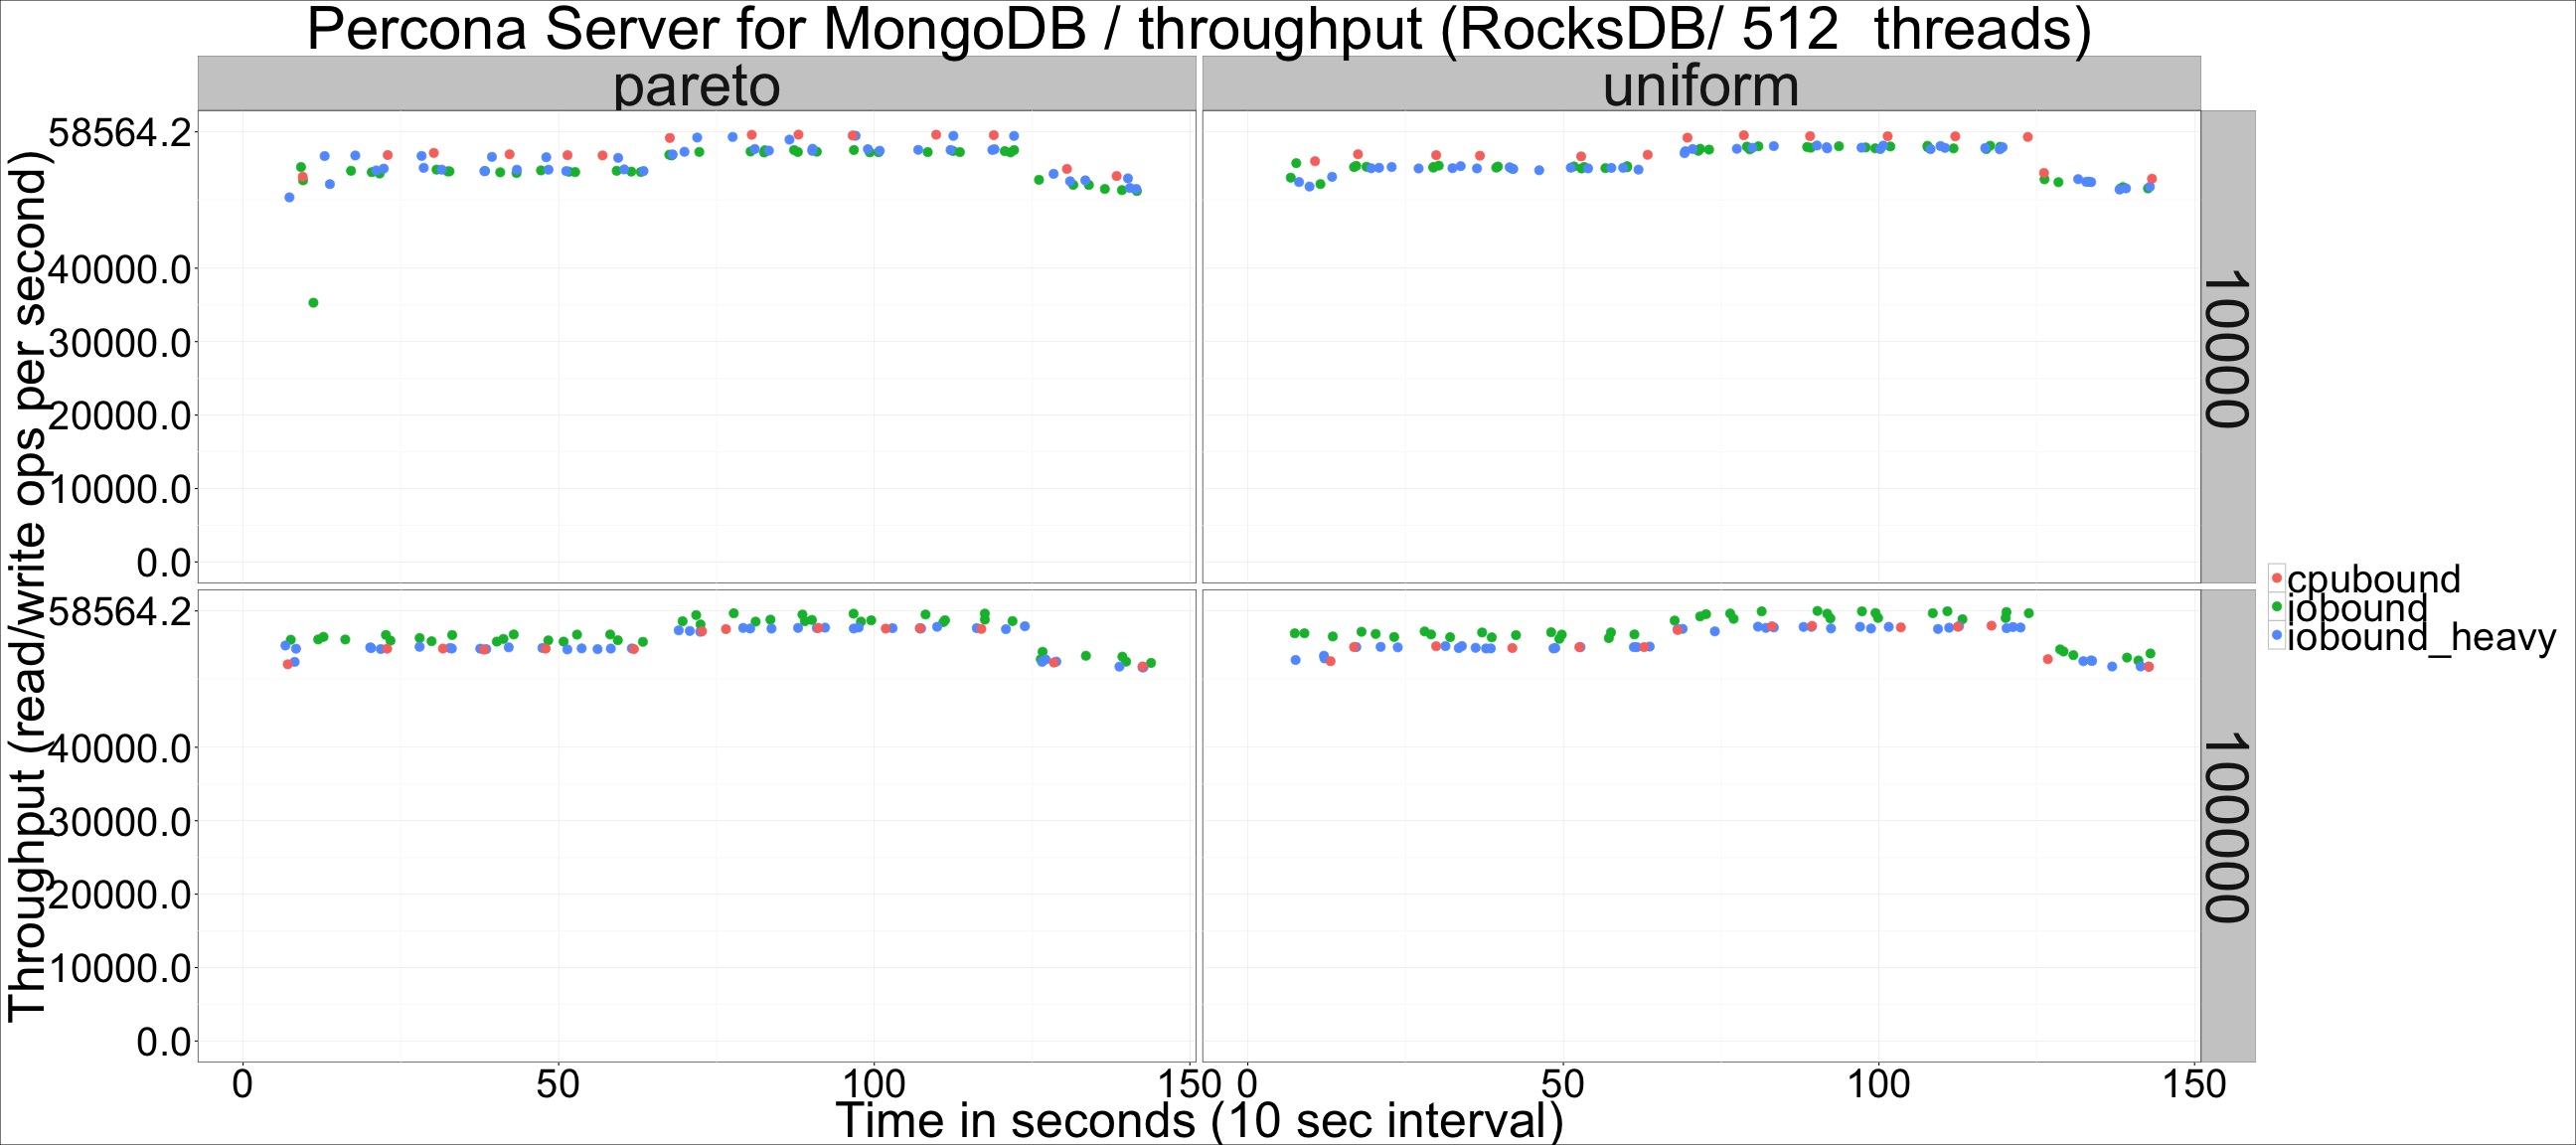 Percona Server for MongoDB / throughput (RocksDB/ 512  threads)
pareto
uniform
Throughput (read/write ops per second)
58564.2
40000.0
30000.0
20000.0
10000.0
0.0
10000
58564.2
40000.0
30000.0
20000.0
10000.0
0.0
100000
cpubound
iobound
iobound_heavy
0 50 100 150 0 50 100 150
Time in seconds (10 sec interval)